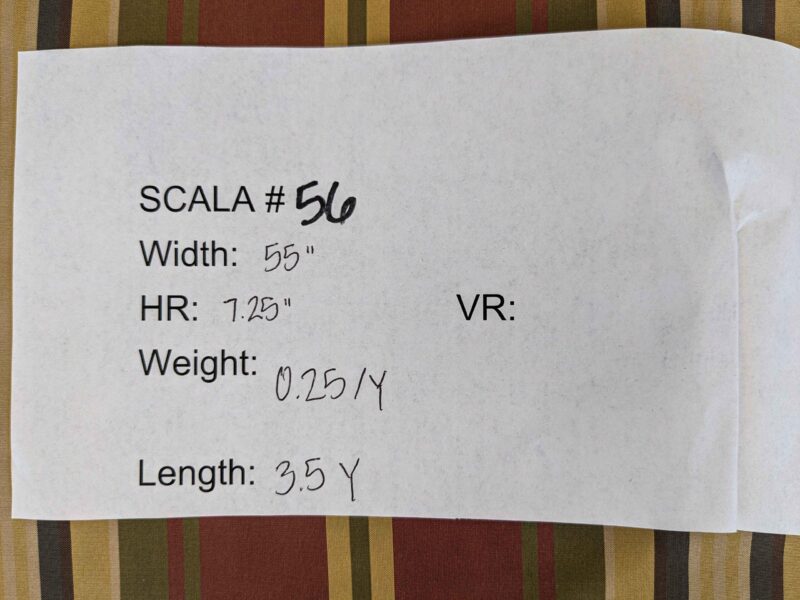 SCALA # 56
Width: 55"
HR: 7.25" VR:
Weight: 0.25/Y
Length: 3.5 Y